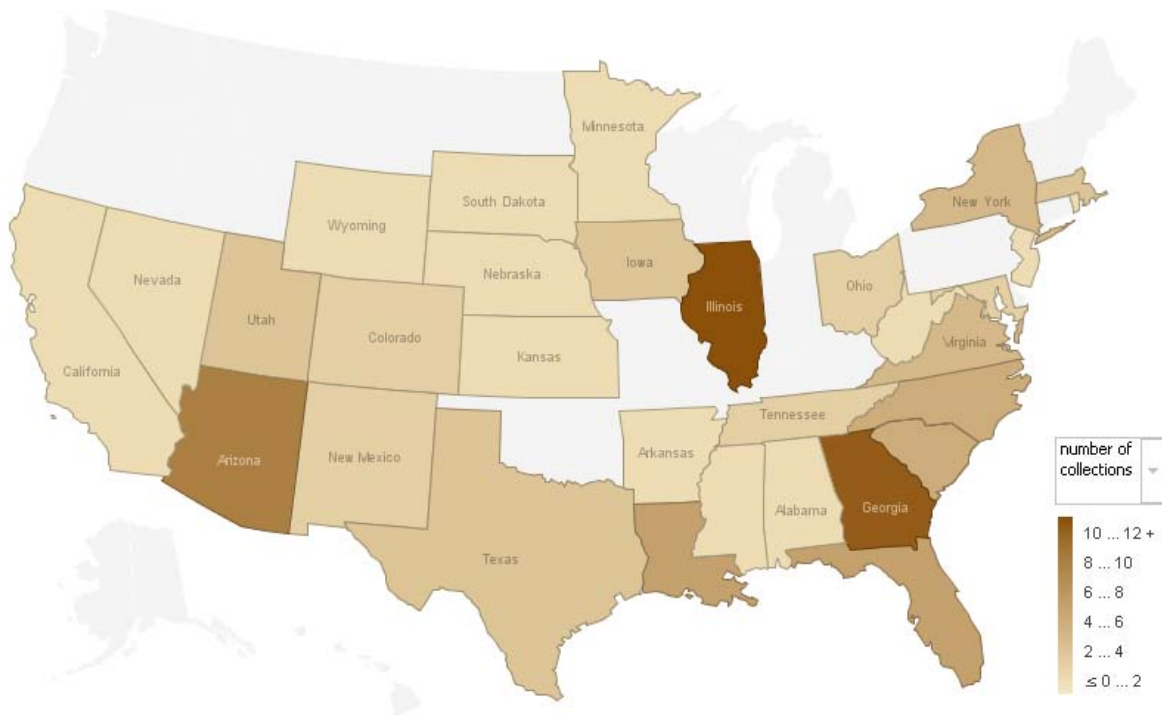 Minnesota
South Dakota
New York
Wyoming
Iowa
Nebraska
Nevada
Ohio
Illinois
Utah
Colorado
Virginia
Kansas
California
Tennessee
Arkansas
New Mexico
Arizona
Georgia
Alabama
Texas
number of
collections
10 ... 12 +
8 ... 10
6 ... 8
4 ... 6
2 ... 4
≤ 0 ... 2